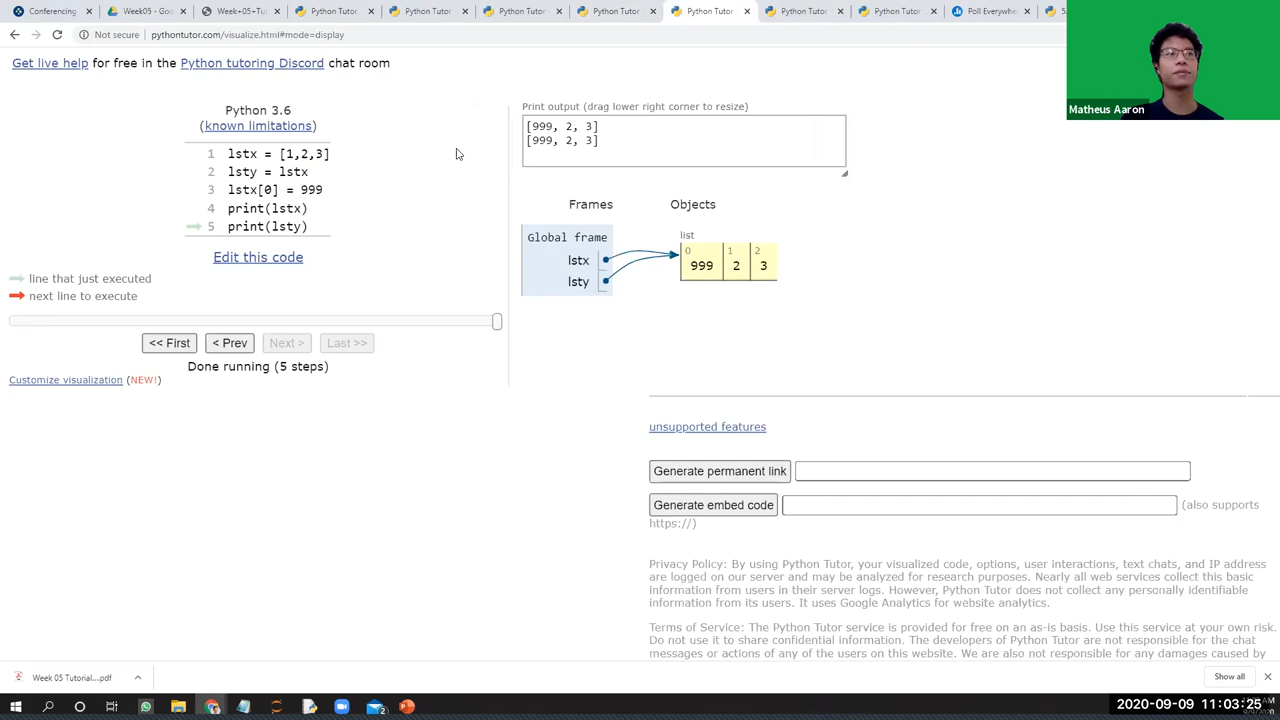 Conferencing
Week05 - Goo
Week+05+Tut
Python Tutor
Python Tutor
Python Tutor
Python Tutor
Python Tutor
Python Tutor
Python Tutor
Poll Everywhe
Not secure | pythontutor.com/visualize.html#mode=display
Matheus Aaron
Get live help for free in the Python tutoring Discord chat room
Python 3.6
(known limitations)
1 lstx = [1,2,3]
2 lsty = lstx
3 lstx[0] = 999
4 print(lstx)
5 print(lsty)
Edit this code
line that just executed
next line to execute
<< First
< Prev
Next >
Last >>
Done running (5 steps)
Customize visualization (NEW!)
Print output (drag lower right corner to resize)
[999, 2, 3]
[999, 2, 3]
Frames
Objects
Global frame
lstx
lsty
list
0 1 2
999 2 3
unsupported features
Generate permanent link
Generate embed code
(also supports
https://)
Privacy Policy: By using Python Tutor, your visualized code, options, user interactions, text chats, and IP address
are logged on our server and may be analyzed for research purposes. Nearly all web services collect this basic
information from users in their server logs. However, Python Tutor does not collect any personally identifiable
information from its users. It uses Google Analytics for website analytics.
Terms of Service: The Python Tutor service is provided for free on an as-is basis. Use this service at your own risk.
Do not use it to share confidential information. The developers of Python Tutor are not responsible for the chat
messages or actions of any of the users on this website. We are also not responsible for any damages caused by
Week 05 Tutorial....pdf
Show all
2020-09-09 11:03:25